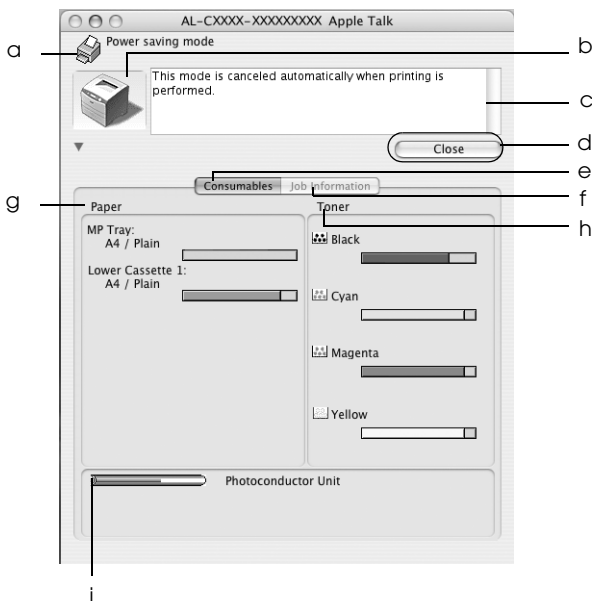 AL-CXXXX-XXXXXXXXX Apple Talk
a
Power saving mode
b
This mode is canceled automatically when printing is
performed.
c
Close
d
e
Consumables
Job Information
f
g
Paper
Toner
h
MP Tray:
A4 / Plain
Lower Cassette 1:
A4 / Plain
Black
Cyan
Magenta
Yellow
Photoconductor Unit
i